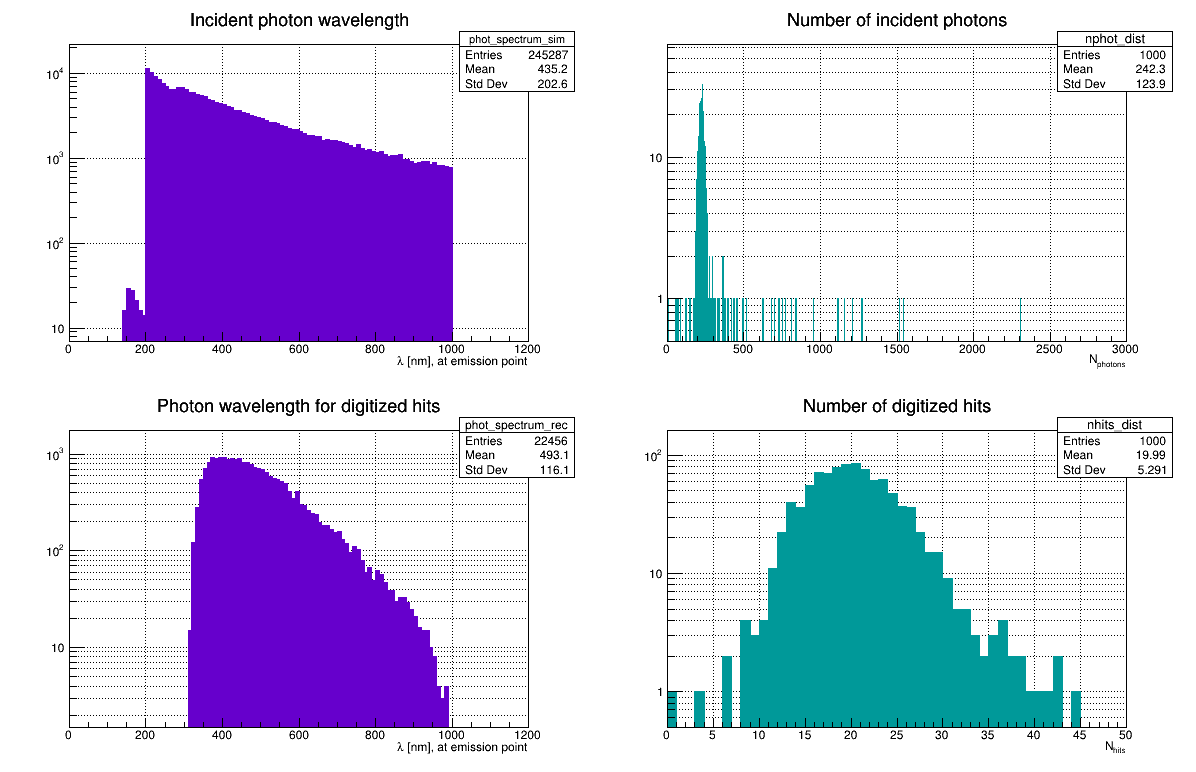 Incident photon wavelength
phot_spectrum_sim
Entries 245287
Mean 435.2
Std Dev 202.6
10^4
10^3
10^2
10
0 200 400 600 800 1000 1200
λ [nm], at emission point
Number of incident photons
nphot_dist
Entries 1000
Mean 242.3
Std Dev 123.9
10
1
0 500 1000 1500 2000 2500 3000
N_photons
Photon wavelength for digitized hits
phot_spectrum_rec
Entries 22456
Mean 493.1
Std Dev 116.1
10^3
10^2
10
0 200 400 600 800 1000 1200
λ [nm], at emission point
Number of digitized hits
nhits_dist
Entries 1000
Mean 19.99
Std Dev 5.291
10^2
10
1
0 5 10 15 20 25 30 35 40 45 50
N_hits